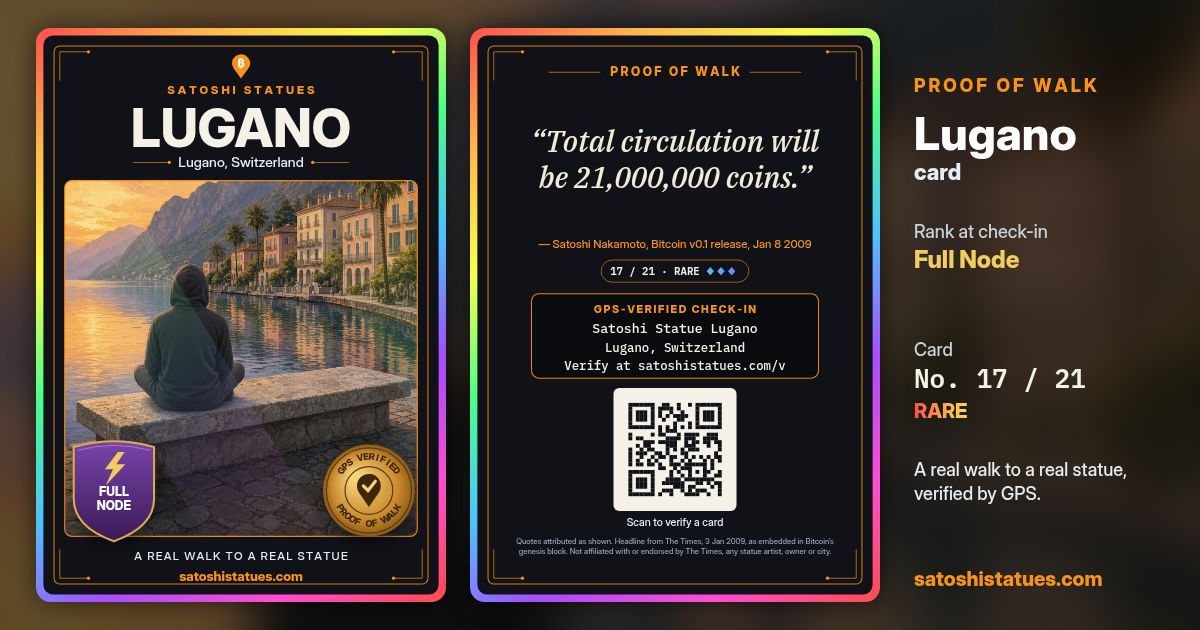 ₿
SATOSHI STATUES
LUGANO
Lugano, Switzerland
FULL
NODE
GPS VERIFIED
PROOF OF WALK
A REAL WALK TO A REAL STATUE
satoshistatues.com
PROOF OF WALK
“Total circulation will
be 21,000,000 coins.”
— Satoshi Nakamoto, Bitcoin v0.1 release, Jan 8 2009
17 / 21 · RARE
GPS-VERIFIED CHECK-IN
Satoshi Statue Lugano
Lugano, Switzerland
Verify at satoshistatues.com/v
Scan to verify a card
Quotes attributed as shown. Headline from The Times, 3 Jan 2009, as embedded in Bitcoin's
genesis block. Not affiliated with or endorsed by The Times, any statue artist, owner or city.
PROOF OF WALK
Lugano
card
Rank at check-in
Full Node
Card
No. 17 / 21
RARE
A real walk to a real statue,
verified by GPS.
satoshistatues.com